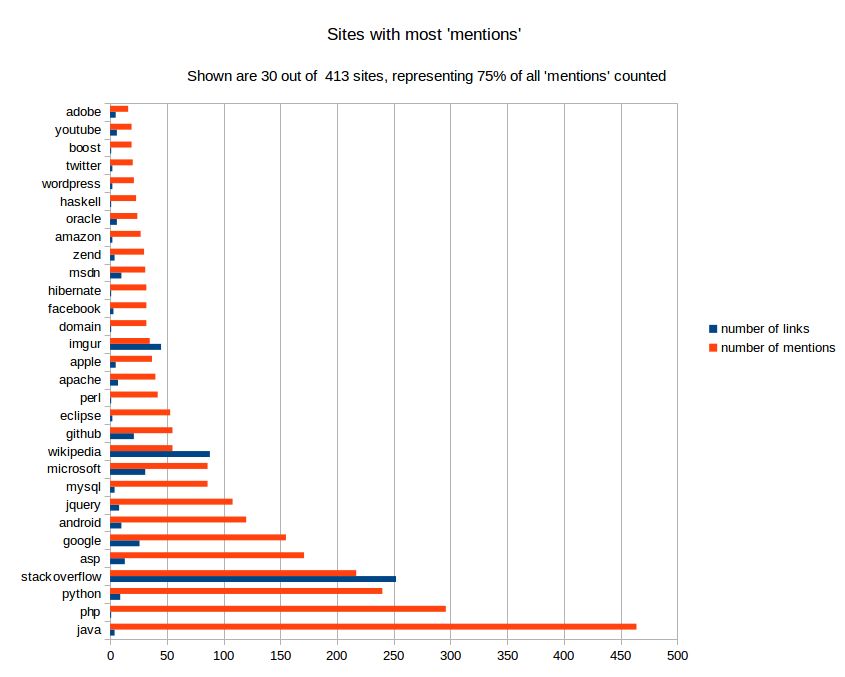 Sites with most 'mentions'
Shown are 30 out of  413 sites, representing 75% of all 'mentions' counted
adobe
youtube
boost
twitter
wordpress
haskell
oracle
amazon
zend
msdn
hibernate
facebook
domain
imgur
apple
apache
perl
eclipse
github
wikipedia
microsoft
mysql
jquery
android
google
asp
stackoverflow
python
php
java
0 50 100 150 200 250 300 350 400 450 500
number of links
number of mentions